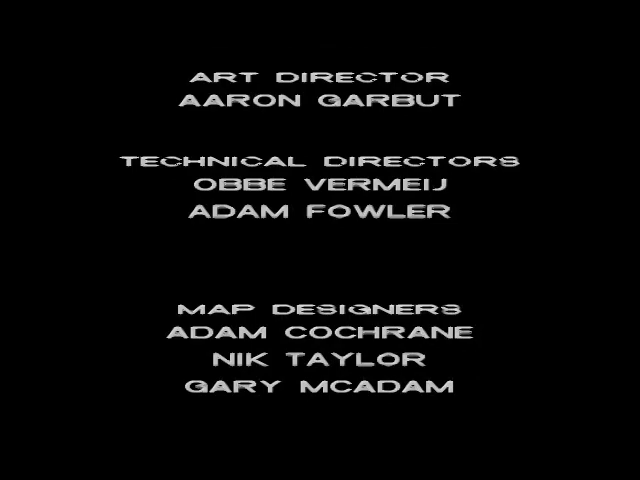 ART DIRECTOR
AARON GARBUT
TECHNICAL DIRECTORS
OBBE VERMEIJ
ADAM FOWLER
MAP DESIGNERS
ADAM COCHRANE
NIK TAYLOR
GARY MCADAM